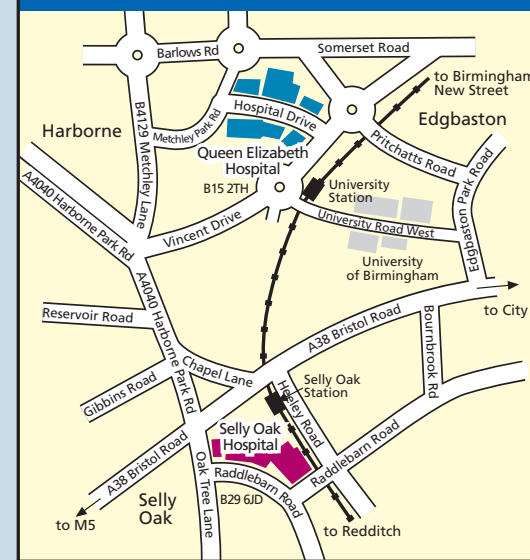 Barlows Rd
Somerset Road
to Birmingham
New Street
Hospital Drive
B4129 Metchley Lane
Metchley Park Rd
Harborne
Edgbaston
Pritchatts Road
Queen Elizabeth
Hospital
B15 2TH
University
Station
Edgbaston Park Road
A4040 Harborne Park Rd
Vincent Drive
University Road West
University
of Birmingham
A4040 Harborne Park Rd
Reservoir Road
A38 Bristol Road
to City
Bournbrook Rd
Chapel Lane
Gibbins Road
Selly Oak
Station
Heeley Road
Selly Oak
Hospital
A38 Bristol Road
Raddlebarn Road
Raddlebarn Road
Oak Tree Lane
B29 6JD
Selly
Oak
to M5
to Redditch